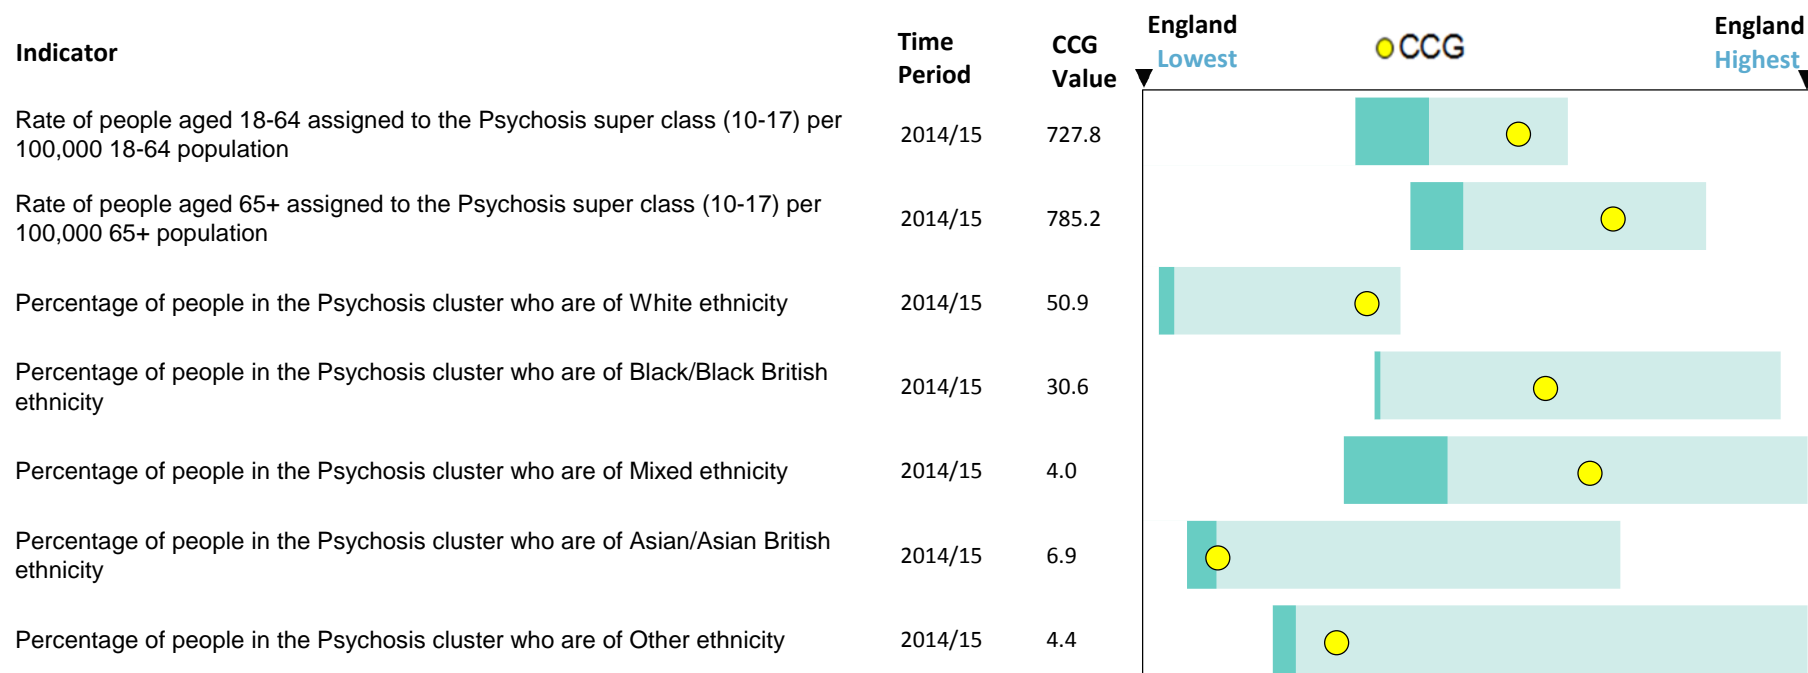 Indicator
Time Period
CCG Value
England Lowest
CCG
England Highest
Rate of people aged 18-64 assigned to the Psychosis super class (10-17) per
100,000 18-64 population
2014/15
727.8
Rate of people aged 65+ assigned to the Psychosis super class (10-17) per
100,000 65+ population
2014/15
785.2
Percentage of people in the Psychosis cluster who are of White ethnicity
2014/15
50.9
Percentage of people in the Psychosis cluster who are of Black/Black British
ethnicity
2014/15
30.6
Percentage of people in the Psychosis cluster who are of Mixed ethnicity
2014/15
4.0
Percentage of people in the Psychosis cluster who are of Asian/Asian British
ethnicity
2014/15
6.9
Percentage of people in the Psychosis cluster who are of Other ethnicity
2014/15
4.4